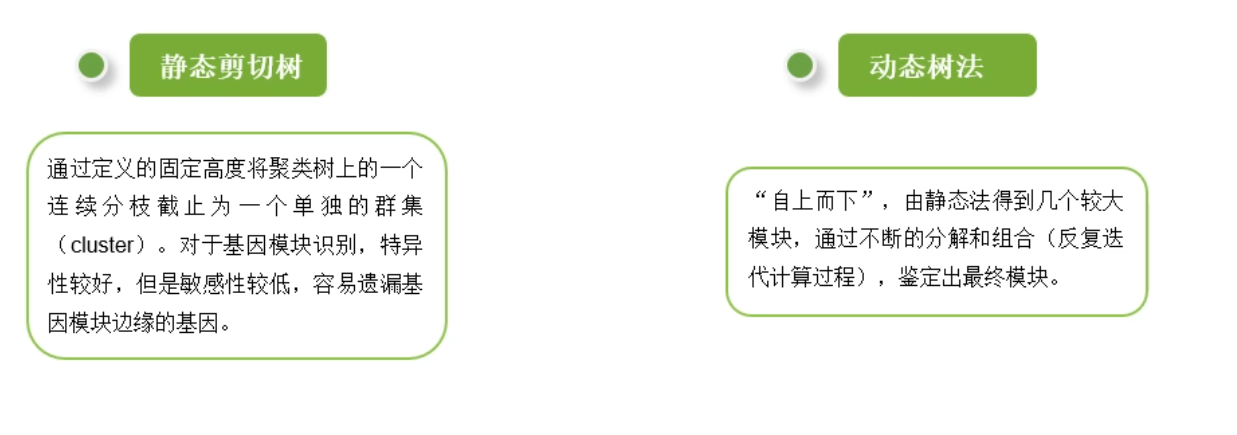 静态剪切树
通过定义的固定高度将聚类树上的一个
连续分枝截止为一个单独的群集
（cluster）。对于基因模块识别，特异
性较好，但是敏感性较低，容易遗漏基
因模块边缘的基因。
动态树法
“自上而下”，由静态法得到几个较大
模块，通过不断的分解和组合（反复迭
代计算过程），鉴定出最终模块。